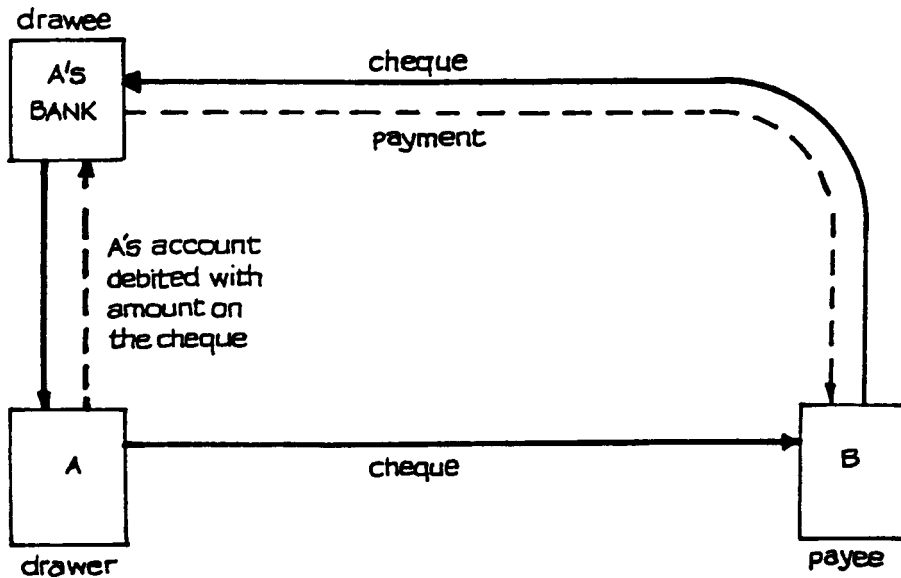 drawee
A's
BANK
cheque
payment
A's account
debited with
amount on
the cheque
A
cheque
B
drawer
payee